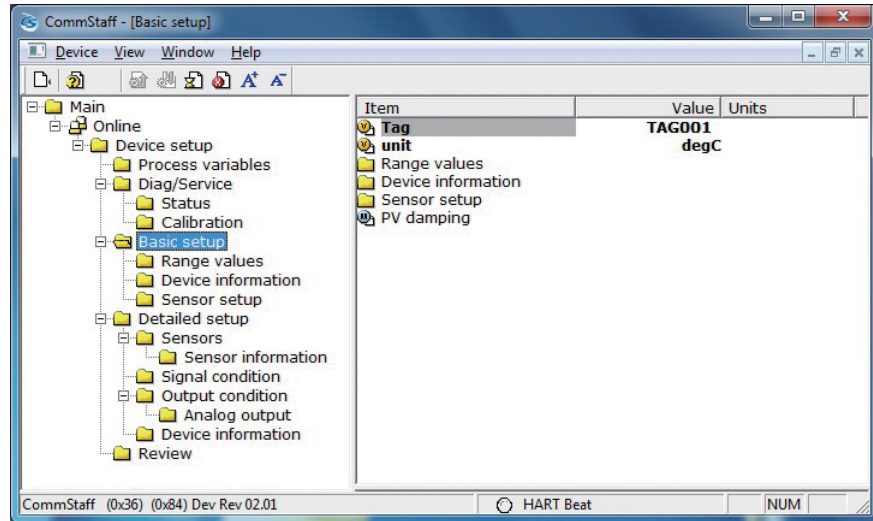 CommStaff - [Basic setup]
Device View Window Help
Main
Online
Device setup
Process variables
Diag/Service
Status
Calibration
Basic setup
Range values
Device information
Sensor setup
Detailed setup
Sensors
Sensor information
Signal condition
Output condition
Analog output
Device information
Review
Item Value Units
Tag TAG001
unit degC
Range values
Device information
Sensor setup
PV damping
CommStaff (0x36) (0x84) Dev Rev 02.01 HART Beat NUM